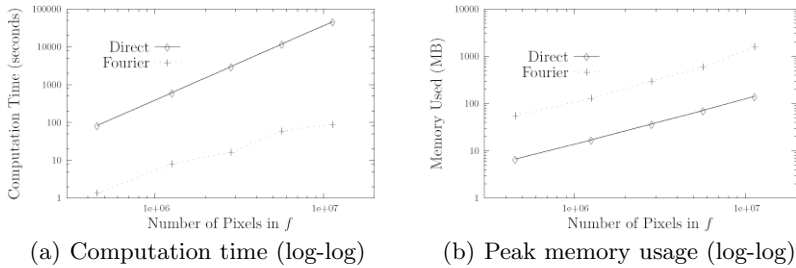 100000
10000
1000
100
10
1
Computation Time (seconds)
Direct
Fourier
1e+06
1e+07
Number of Pixels in f
(a) Computation time (log-log)
10000
1000
100
10
1
Memory Used (MB)
Direct
Fourier
1e+06
1e+07
Number of Pixels in f
(b) Peak memory usage (log-log)